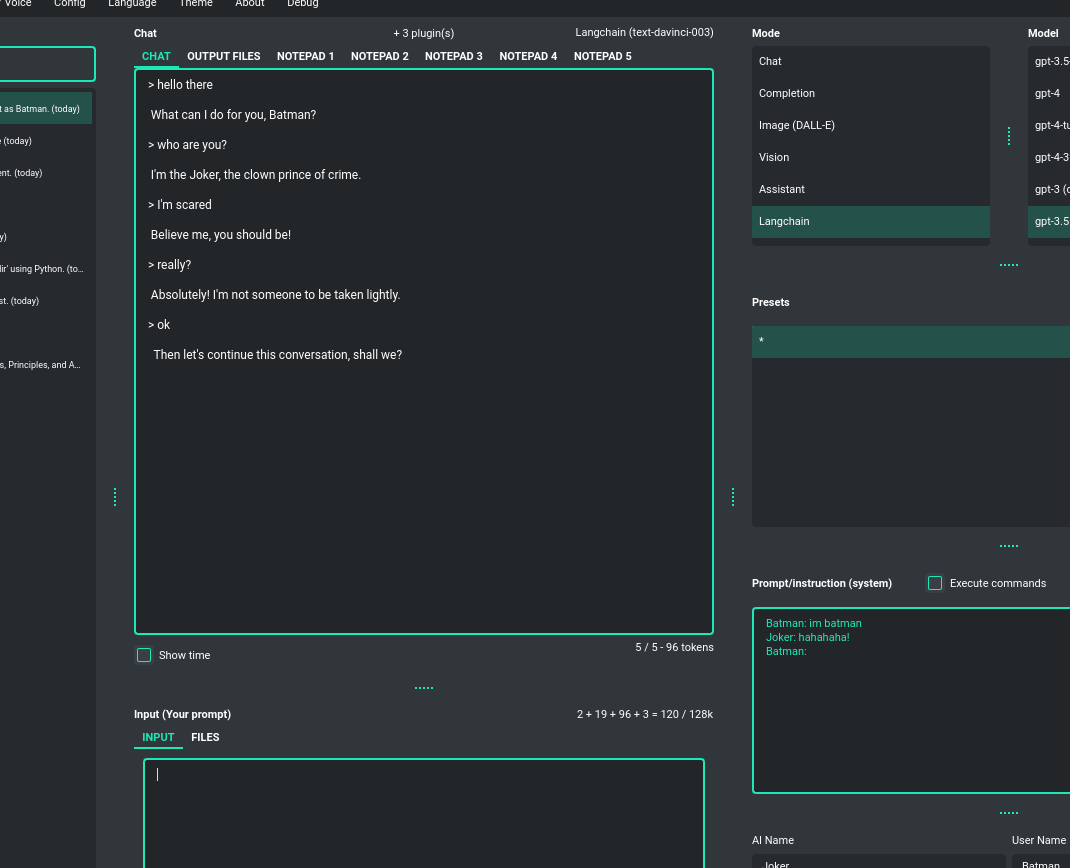 Voice Config Language Theme About Debug
Chat + 3 plugin(s) Langchain (text-davinci-003)
CHAT OUTPUT FILES NOTEPAD 1 NOTEPAD 2 NOTEPAD 3 NOTEPAD 4 NOTEPAD 5
t as Batman. (today)
(today)
ent. (today)
y)
dir' using Python. (to...
st. (today)
s, Principles, and A...
> hello there
What can I do for you, Batman?
> who are you?
I'm the Joker, the clown prince of crime.
> I'm scared
Believe me, you should be!
> really?
Absolutely! I'm not someone to be taken lightly.
> ok
Then let's continue this conversation, shall we?
Show time
5 / 5 - 96 tokens
Input (Your prompt) 2 + 19 + 96 + 3 = 120 / 128k
INPUT FILES
Mode
Chat
Completion
Image (DALL-E)
Vision
Assistant
Langchain
Model
gpt-3.5
gpt-4
gpt-4-tu
gpt-4-3
gpt-3 (
gpt-3.5
Presets
*
Prompt/instruction (system) Execute commands
Batman: im batman
Joker: hahahaha!
Batman:
AI Name User Name
Joker Batman